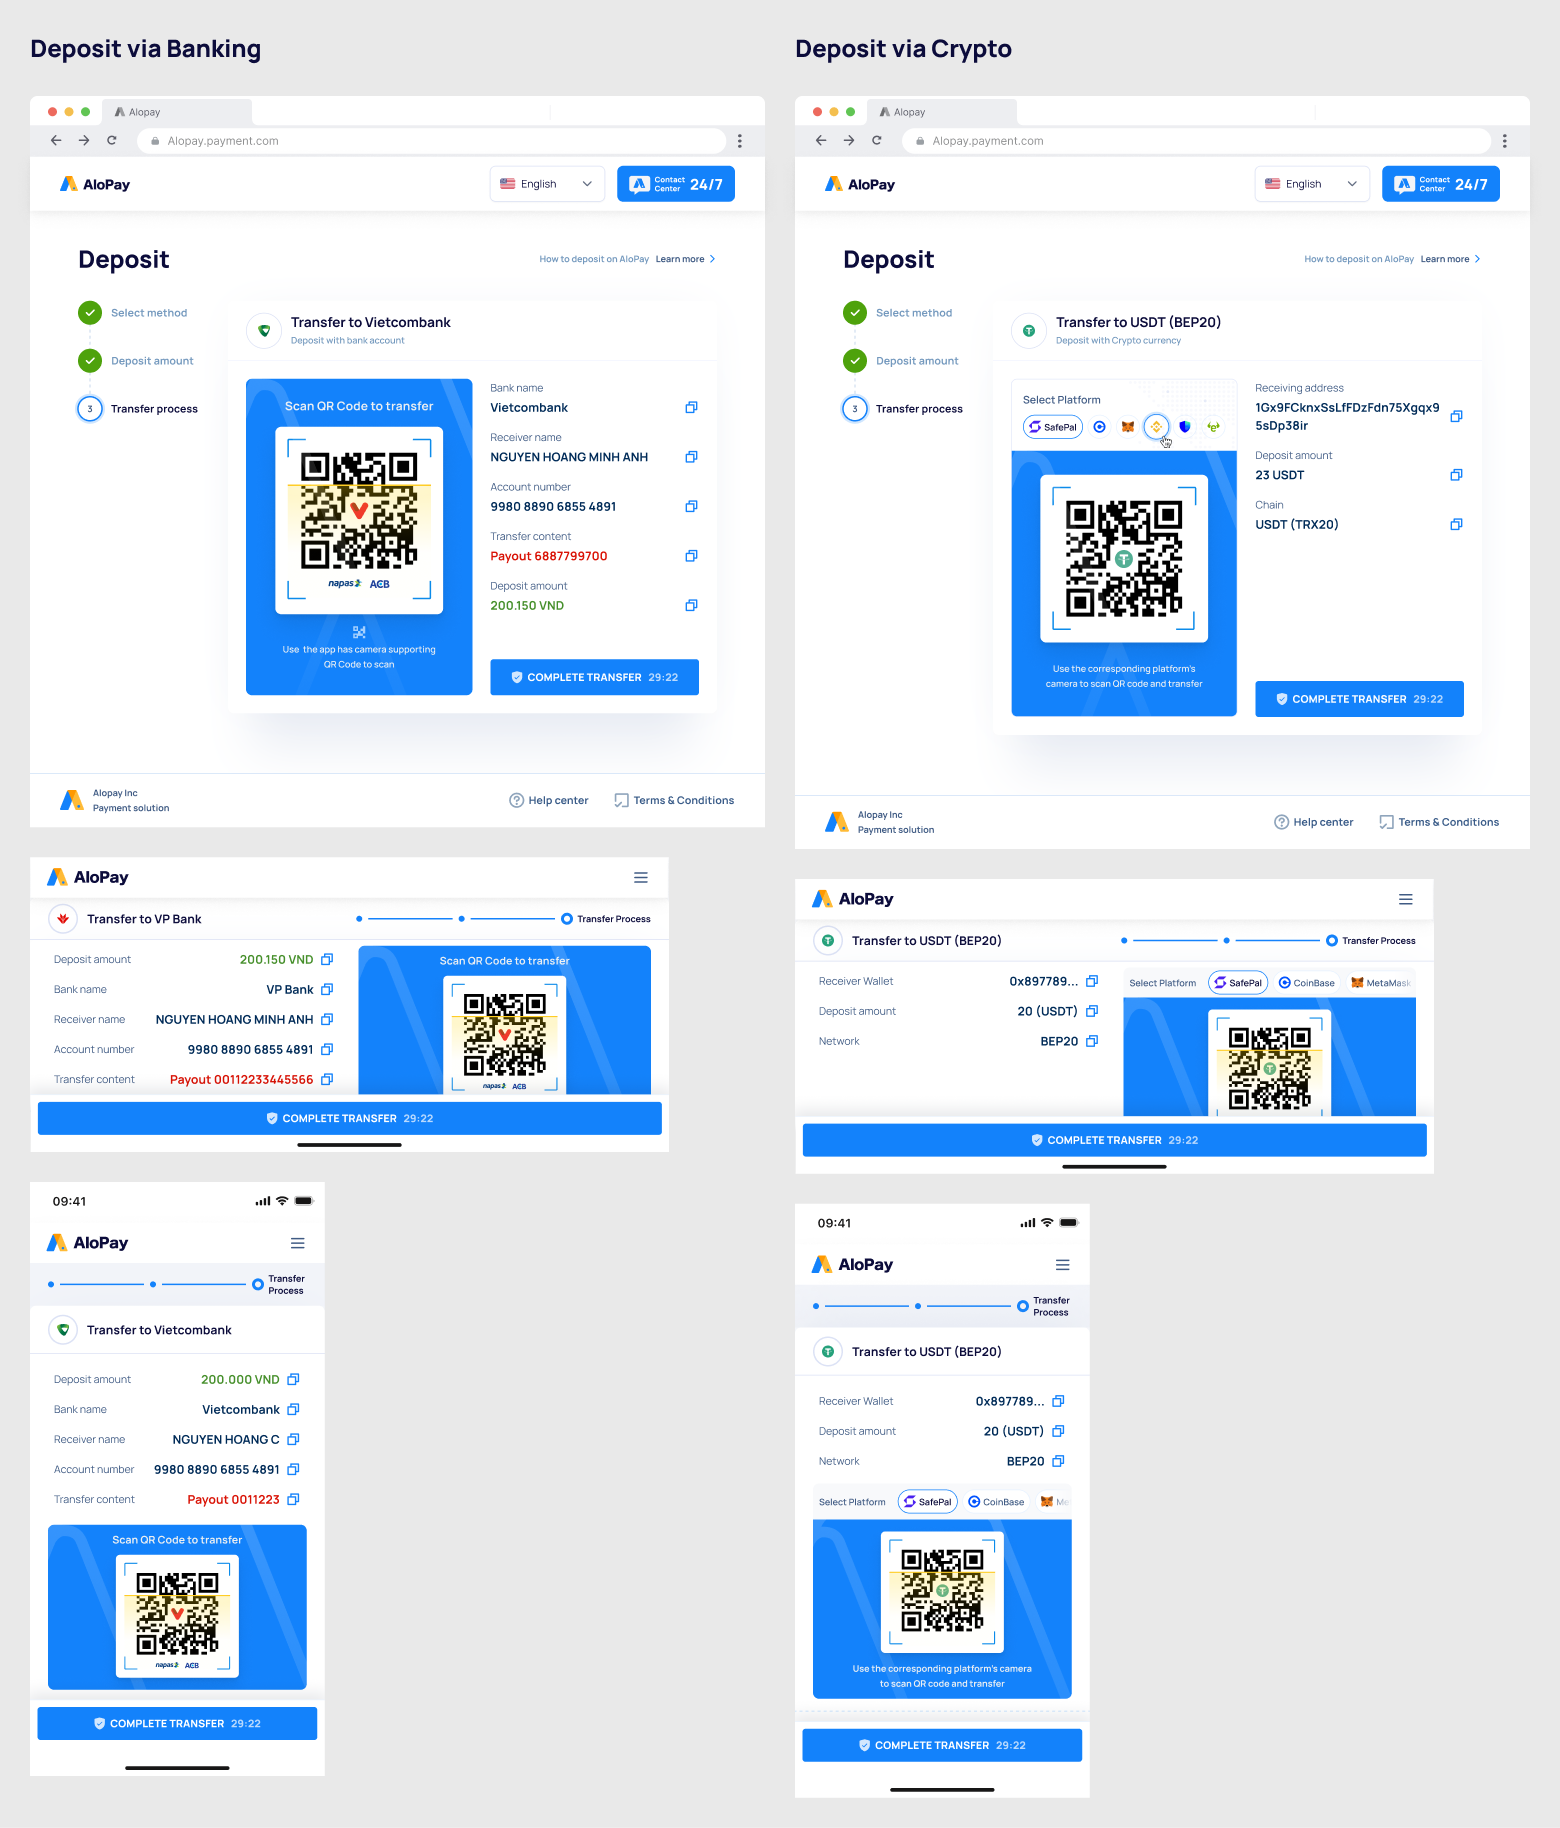 Deposit via Banking
Alopay
Alopay.payment.com
AloPay
English
Contact
Center
24/7
Deposit
How to deposit on AloPay Learn more
Select method
Deposit amount
3
Transfer process
Transfer to Vietcombank
Deposit with bank account
Scan QR Code to transfer
napas
ACB
Use the app has camera supporting
QR Code to scan
Bank name
Vietcombank
Receiver name
NGUYEN HOANG MINH ANH
Account number
9980 8890 6855 4891
Transfer content
Payout 6887799700
Deposit amount
200.150 VND
COMPLETE TRANSFER 29:22
Alopay Inc
Payment solution
Help center
Terms & Conditions
AloPay
Transfer to VP Bank
Transfer Process
Deposit amount 200.150 VND
Bank name VP Bank
Receiver name NGUYEN HOANG MINH ANH
Account number 9980 8890 6855 4891
Transfer content Payout 00112233445566
Scan QR Code to transfer
napas ACB
COMPLETE TRANSFER 29:22
09:41
AloPay
Transfer
Process
Transfer to Vietcombank
Deposit amount 200.000 VND
Bank name Vietcombank
Receiver name NGUYEN HOANG C
Account number 9980 8890 6855 4891
Transfer content Payout 0011223
Scan QR Code to transfer
napas ACB
COMPLETE TRANSFER 29:22
Deposit via Crypto
Alopay
Alopay.payment.com
AloPay
English
Contact
Center
24/7
Deposit
How to deposit on AloPay Learn more
Select method
Deposit amount
3
Transfer process
Transfer to USDT (BEP20)
Deposit with Crypto currency
Select Platform
SafePal
Use the corresponding platform's
camera to scan QR code and transfer
Receiving address
1Gx9FCknxSsLfFDzFdn75Xgqx9
5sDp38ir
Deposit amount
23 USDT
Chain
USDT (TRX20)
COMPLETE TRANSFER 29:22
Alopay Inc
Payment solution
Help center
Terms & Conditions
AloPay
Transfer to USDT (BEP20)
Transfer Process
Receiver Wallet 0x897789...
Deposit amount 20 (USDT)
Network BEP20
Select Platform SafePal CoinBase MetaMask
COMPLETE TRANSFER 29:22
09:41
AloPay
Transfer
Process
Transfer to USDT (BEP20)
Receiver Wallet 0x897789...
Deposit amount 20 (USDT)
Network BEP20
Select Platform SafePal CoinBase Me
Use the corresponding platform's camera
to scan QR code and transfer
COMPLETE TRANSFER 29:22